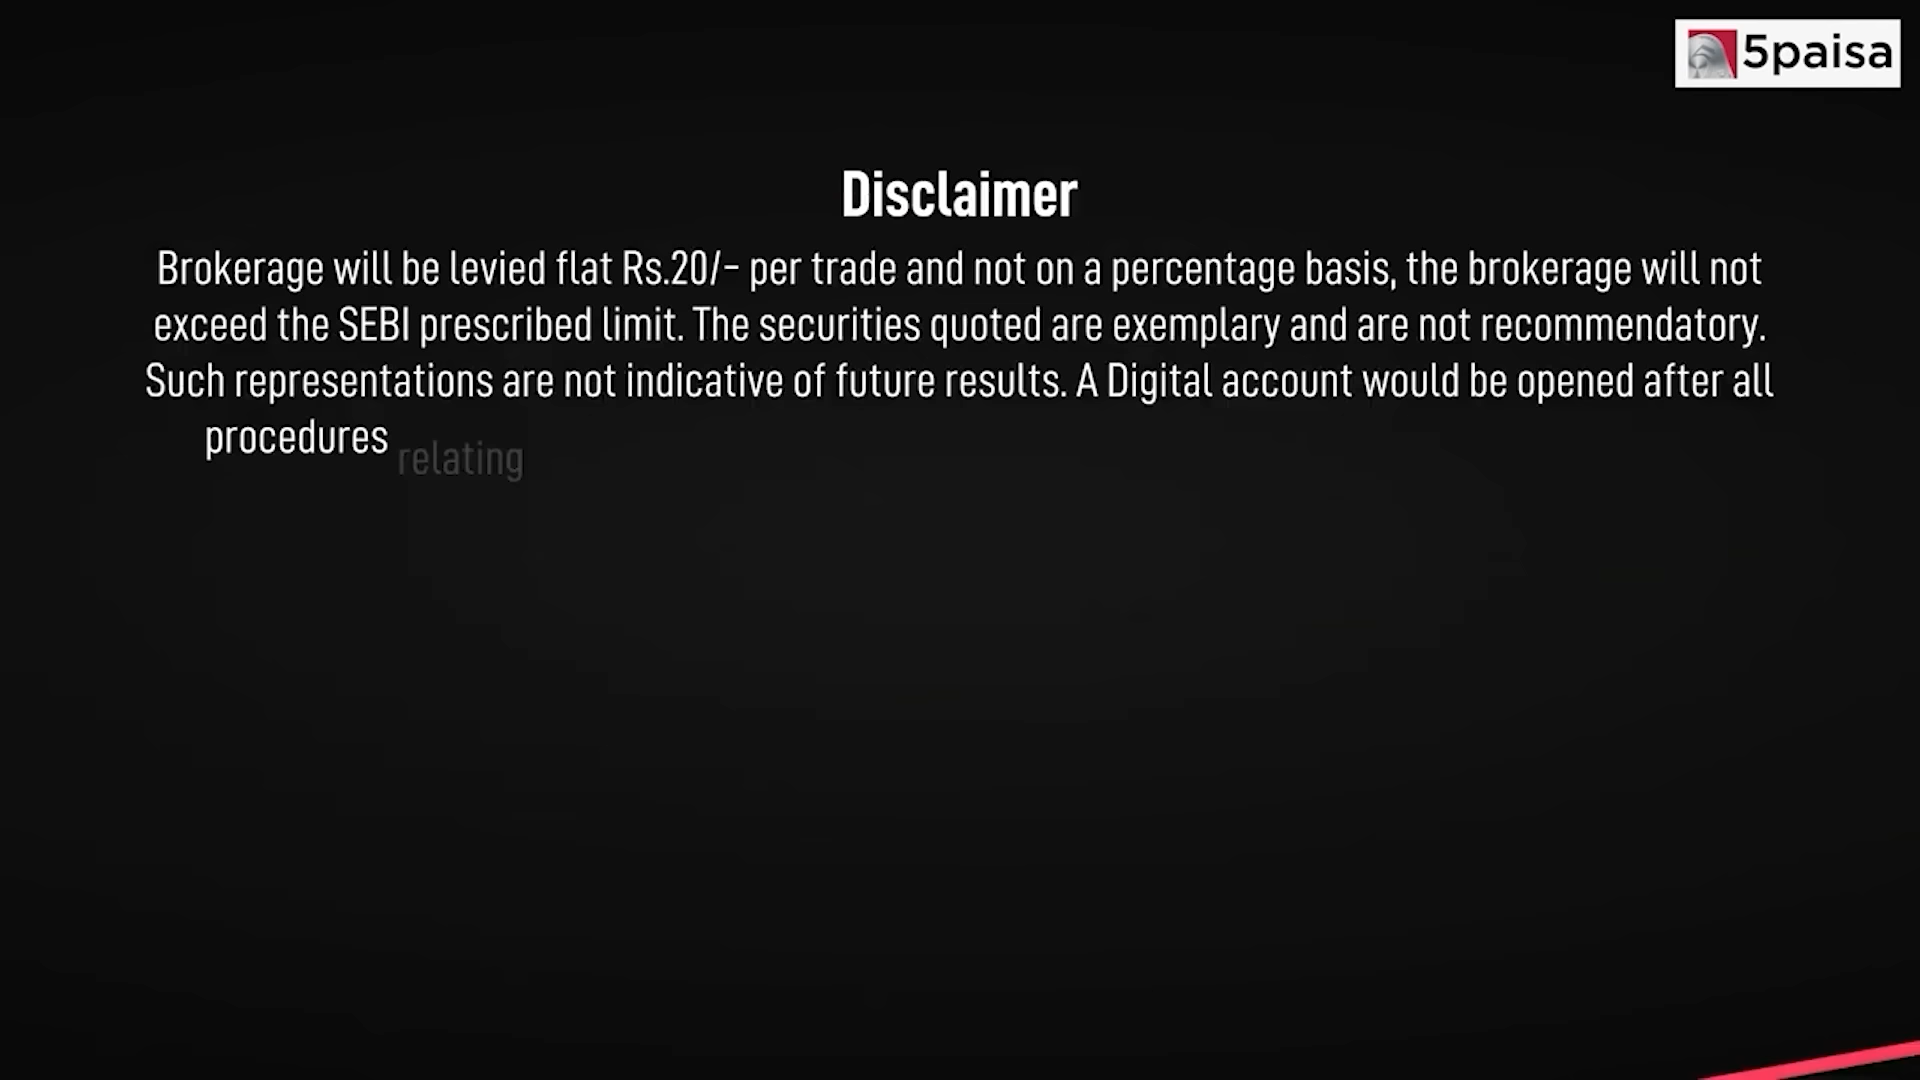 5paisa
Disclaimer
Brokerage will be levied flat Rs.20/- per trade and not on a percentage basis, the brokerage will not
exceed the SEBI prescribed limit. The securities quoted are exemplary and are not recommendatory.
Such representations are not indicative of future results. A Digital account would be opened after all
procedures relating